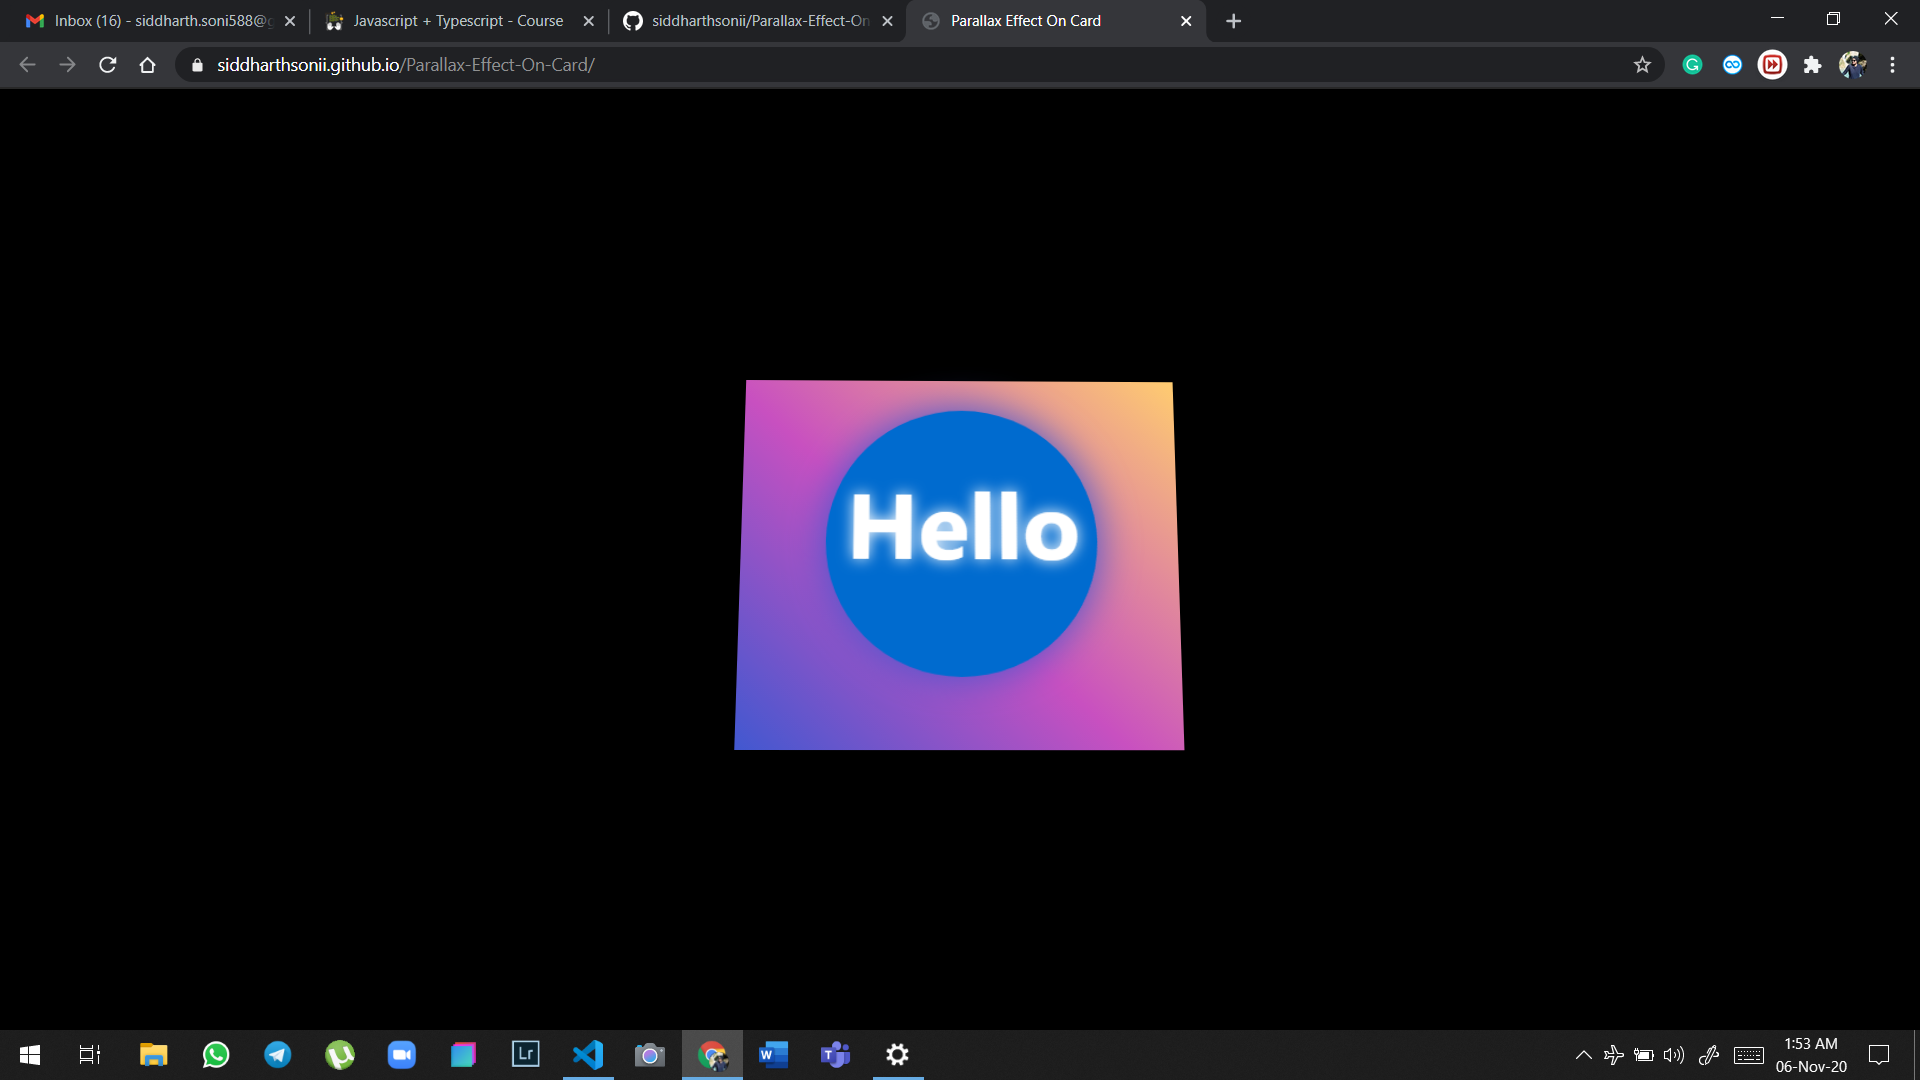 Inbox (16) - siddharth.soni588@g
Javascript + Typescript - Course
siddharthsonii/Parallax-Effect-On
Parallax Effect On Card
siddharthsonii.github.io/Parallax-Effect-On-Card/
Hello
Lr
1:53 AM
06-Nov-20